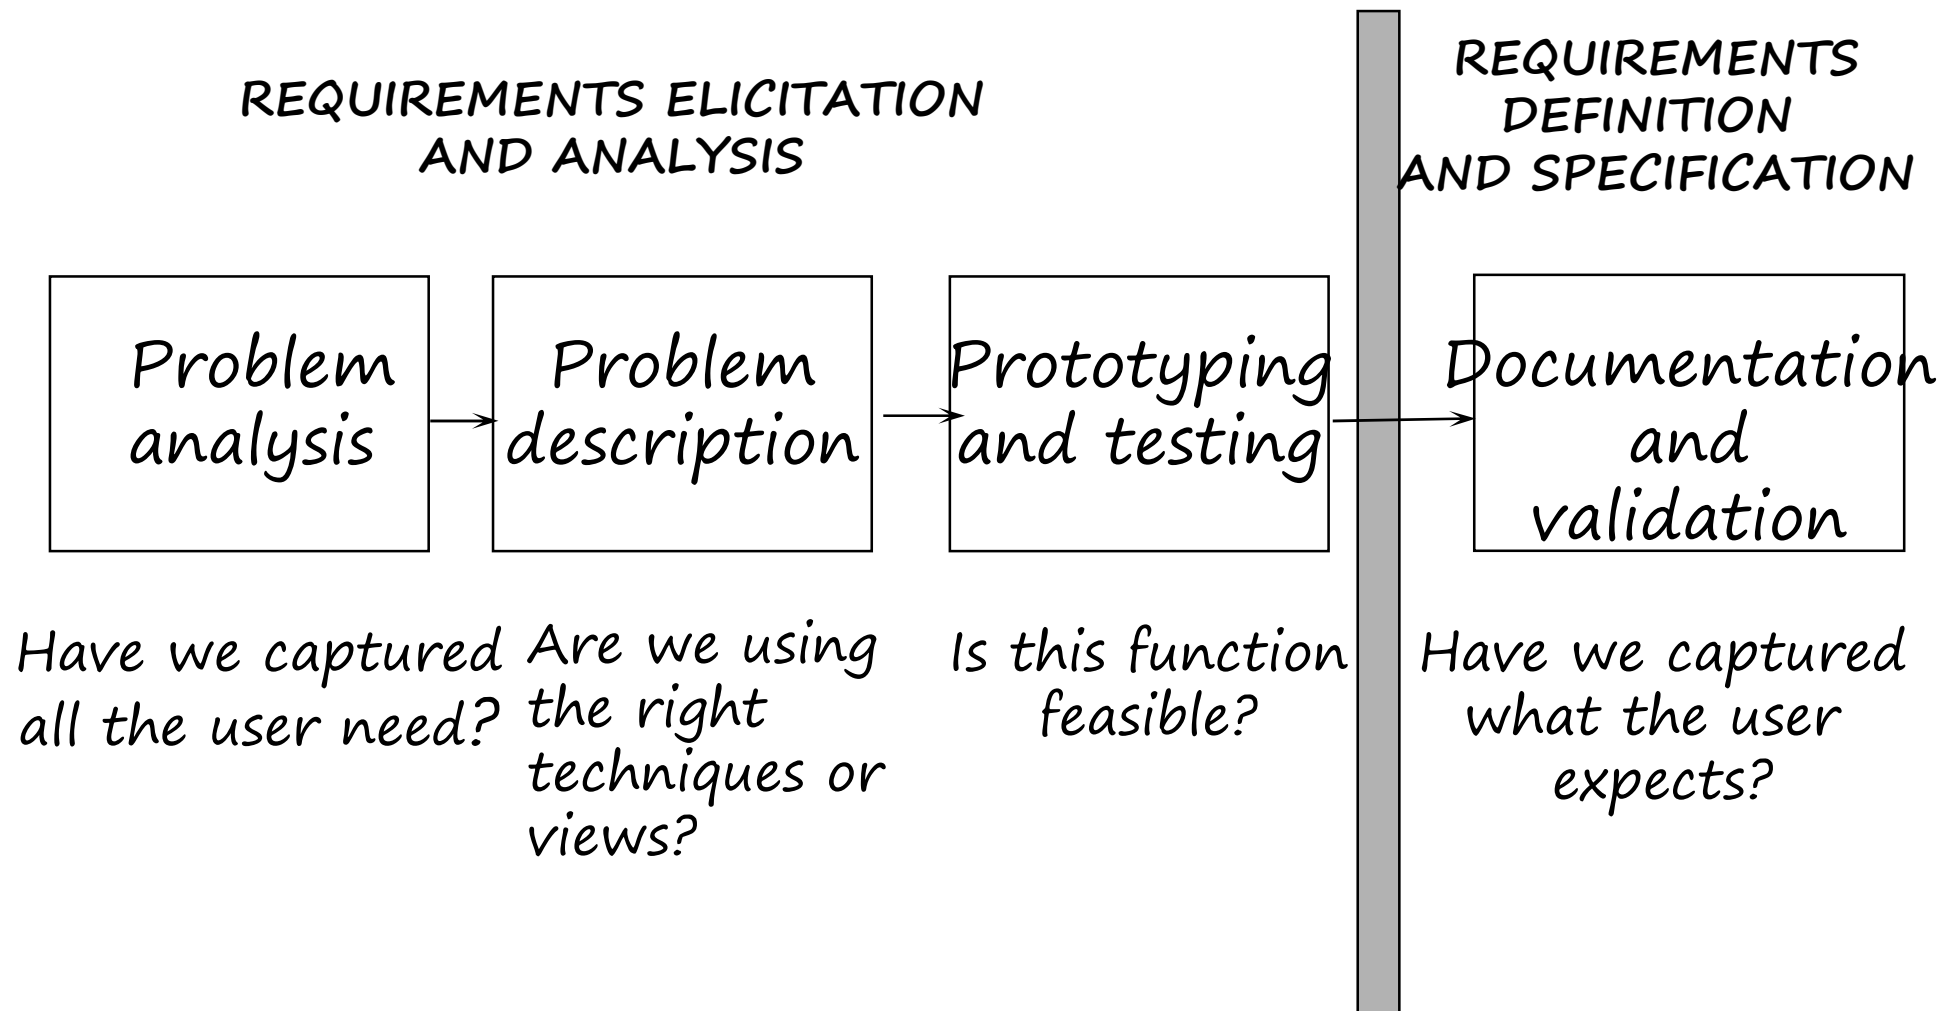 REQUIREMENTS ELICITATION
AND ANALYSIS
REQUIREMENTS
DEFINITION
AND SPECIFICATION
Problem
analysis
Problem
description
Prototyping
and testing
Documentation
and
validation
Have we captured
all the user need?
Are we using
the right
techniques or
views?
Is this function
feasible?
Have we captured
what the user
expects?